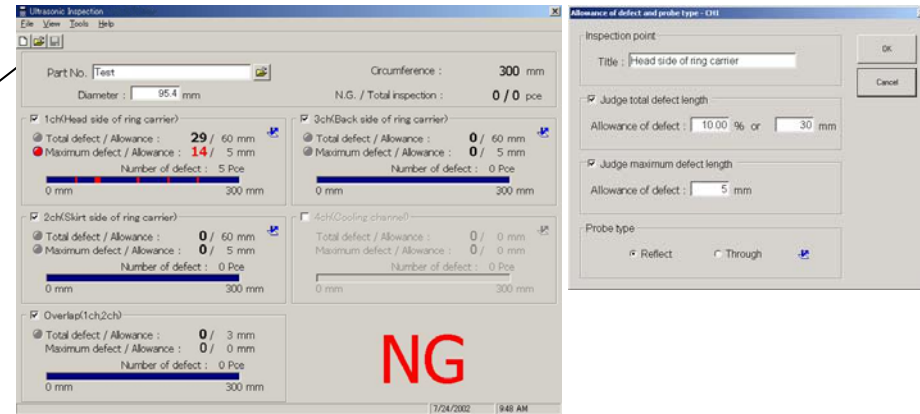 Ultrasonic Inspection
File View Tools Help
Part No. Test
Circumference : 300 mm
Diameter : 95.4 mm
N.G. / Total inspection : 0 / 0 pce
1ch(Head side of ring carrier)
Total defect / Allowance : 29 / 60 mm
Maximum defect / Allowance : 14 / 5 mm
Number of defect : 5 Pce
0 mm 300 mm
3ch(Back side of ring carrier)
Total defect / Allowance : 0 / 60 mm
Maximum defect / Allowance : 0 / 5 mm
Number of defect : 0 Pce
0 mm 300 mm
2ch(Skirt side of ring carrier)
Total defect / Allowance : 0 / 60 mm
Maximum defect / Allowance : 0 / 5 mm
Number of defect : 0 Pce
0 mm 300 mm
4ch(Cooling channel)
Total defect / Allowance : 0 / 0 mm
Maximum defect / Allowance : 0 / 0 mm
Number of defect : 0 Pce
0 mm 300 mm
Overlap(1ch,2ch)
Total defect / Allowance : 0 / 3 mm
Maximum defect / Allowance : 0 / 0 mm
Number of defect : 0 Pce
0 mm 300 mm
NG
7/24/2002 9:48 AM
Allowance of defect and probe type - CH1
Inspection point
Title : Head side of ring carrier
OK
Cancel
Judge total defect length
Allowance of defect : 10.00 % or 30 mm
Judge maximum defect length
Allowance of defect : 5 mm
Probe type
Reflect Through